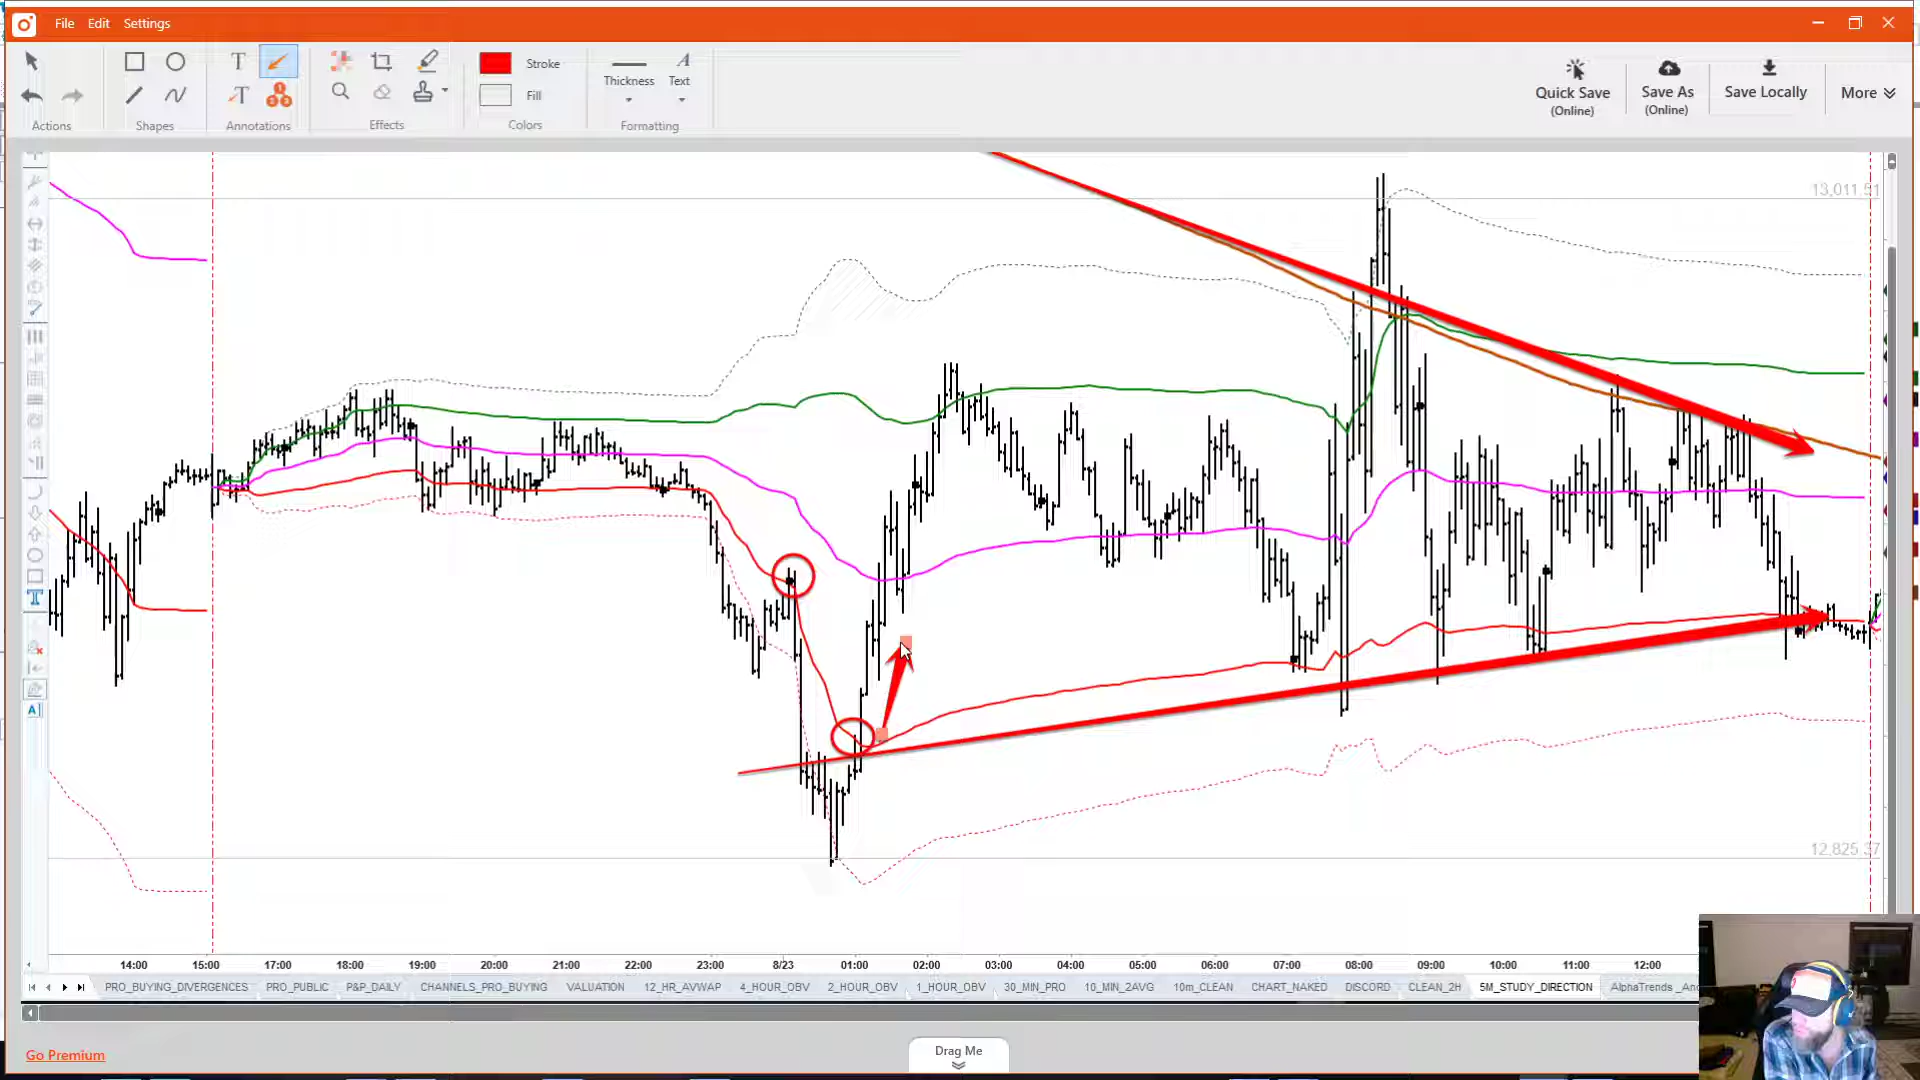 File Edit Settings
Stroke
Fill
Thickness Text
Actions Shapes Annotations Effects Colors Formatting
Quick Save
(Online)
Save As
(Online)
Save Locally
More
13,011.51
12,825.37
14:00 15:00 17:00 18:00 19:00 20:00 21:00 22:00 23:00 8/23 01:00 02:00 03:00 04:00 05:00 06:00 07:00 08:00 09:00 10:00 11:00 12:00
PRO_BUYING_DIVERGENCES PRO_PUBLIC P&P_DAILY CHANNELS_PRO_BUYING VALUATION 12_HR_AVWAP 4_HOUR_OBV 2_HOUR_OBV 1_HOUR_OBV 30_MIN_PRO 10_MIN_2AVG 10m_CLEAN CHART_NAKED DISCORD CLEAN_2H 5M_STUDY_DIRECTION AlphaTrends _Anc
Go Premium
Drag Me